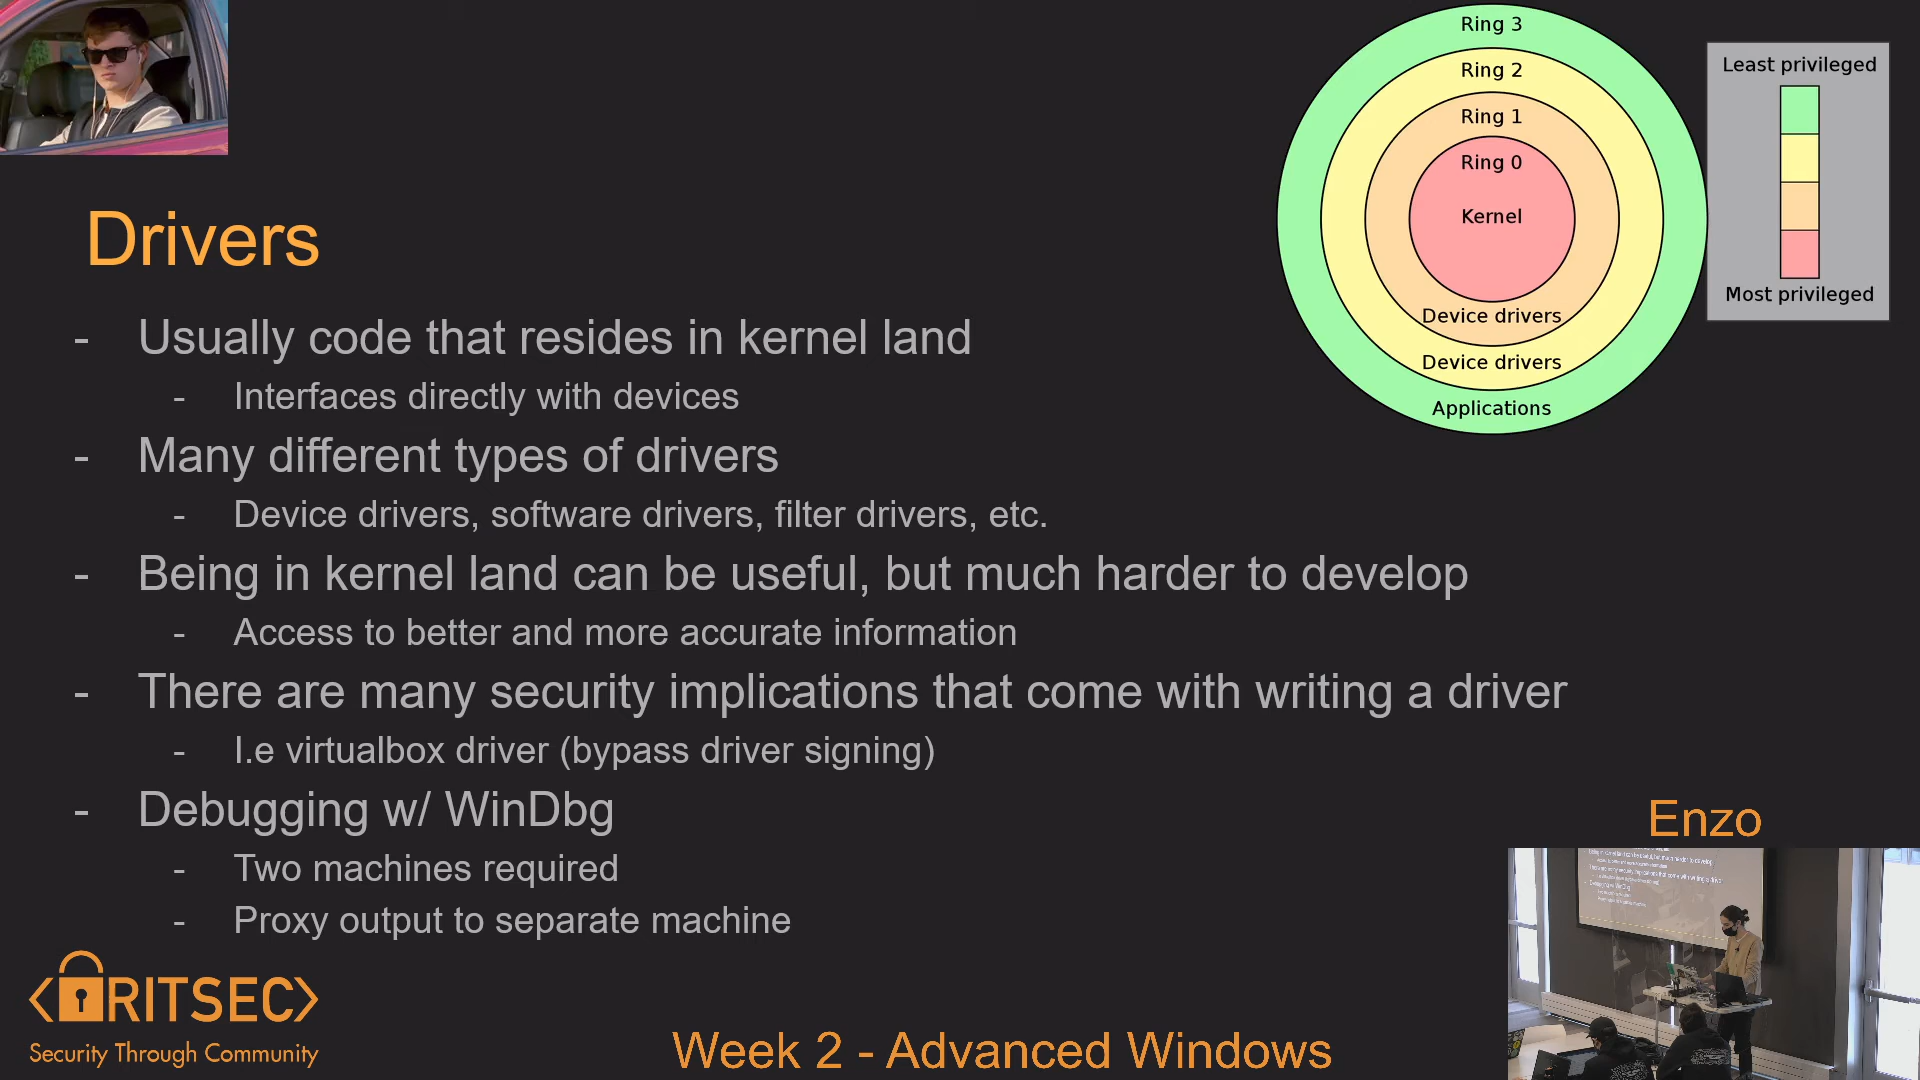 Ring 3
Ring 2
Ring 1
Ring 0
Kernel
Device drivers
Device drivers
Applications
Least privileged
Most privileged
Drivers
- Usually code that resides in kernel land
- Interfaces directly with devices
- Many different types of drivers
- Device drivers, software drivers, filter drivers, etc.
- Being in kernel land can be useful, but much harder to develop
- Access to better and more accurate information
- There are many security implications that come with writing a driver
- I.e virtualbox driver (bypass driver signing)
- Debugging w/ WinDbg
- Two machines required
- Proxy output to separate machine
Enzo
<RITSEC>
Security Through Community
Week 2 - Advanced Windows